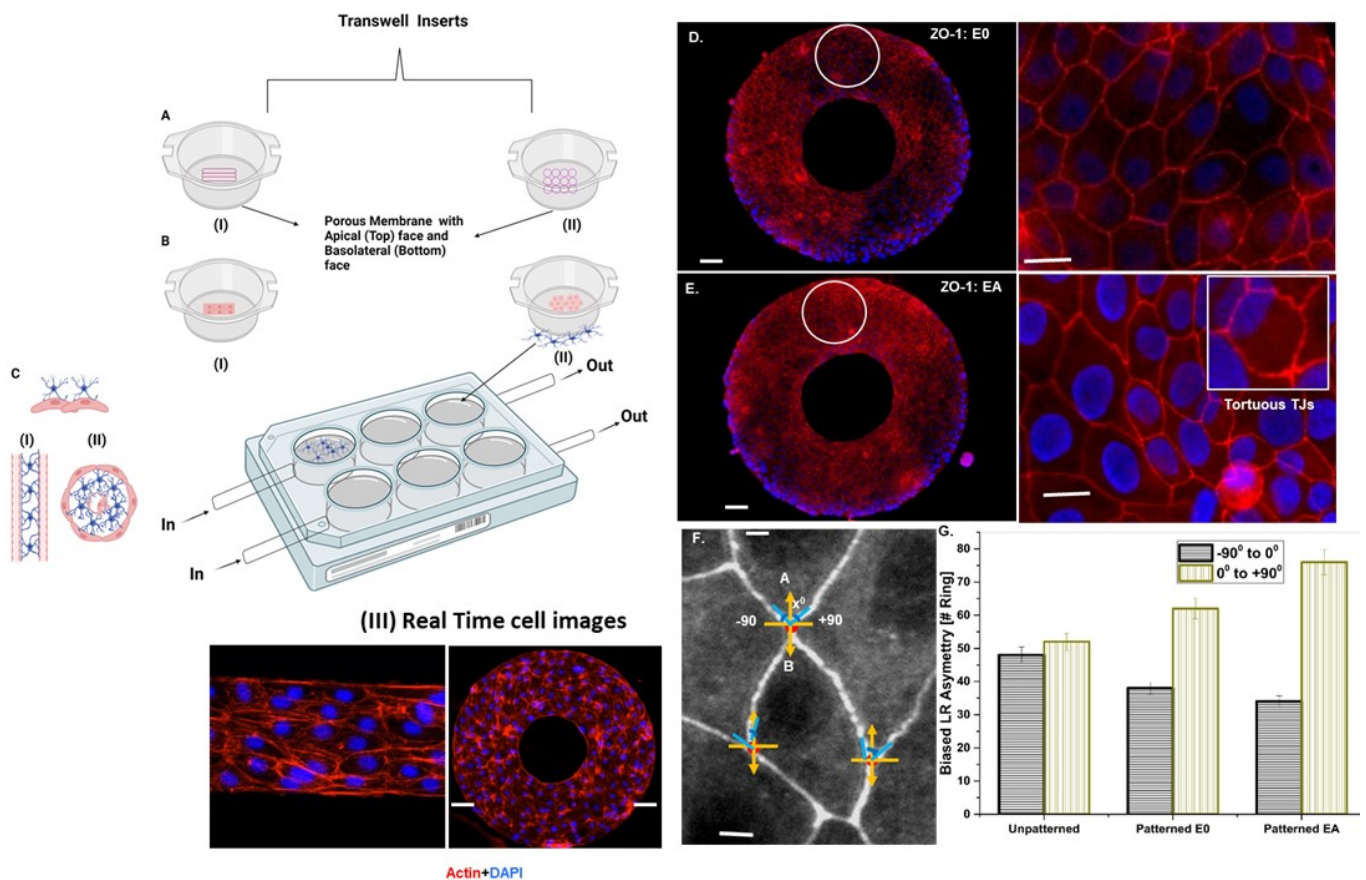 Transwell Inserts
A
(I)
(II)
Porous Membrane with
Apical (Top) face and
Basolateral (Bottom)
face
B
(I)
(II)
C
(I)
(II)
Out
Out
In
In
(III) Real Time cell images
Actin+DAPI
D.
ZO-1: E0
E.
ZO-1: EA
Tortuous TJs
F.
A
x⁰
-90
+90
B
G.
-90⁰ to 0⁰
0⁰ to +90⁰
Biased LR Asymettry [# Ring]
80
70
60
50
40
30
20
10
0
Unpatterned
Patterned E0
Patterned EA